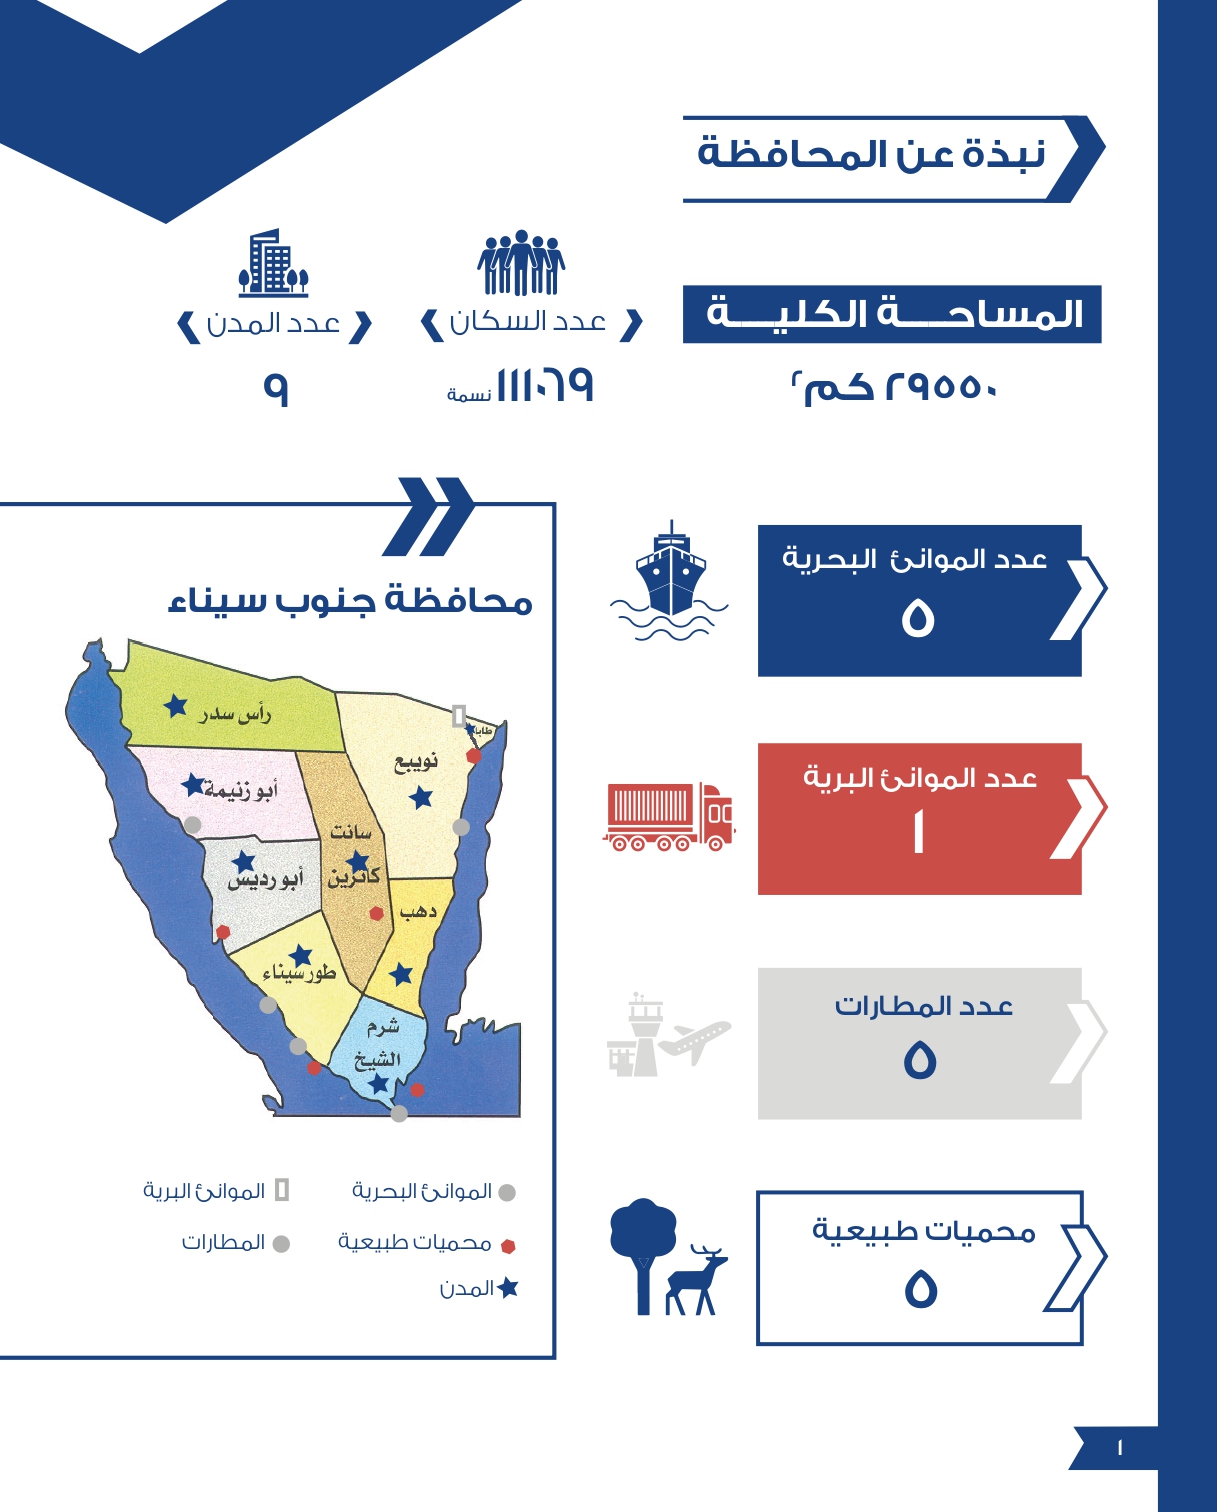 نبذة عن المحافظة
المساحة الكلية
٢٩٥٥٠ كم٢
عدد السكان
١١١٠٦٩ نسمة
عدد المدن
٩
عدد الموانئ البحرية
٥
عدد الموانئ البرية
١
عدد المطارات
٥
محميات طبيعية
٥
محافظة جنوب سيناء
رأس سدر
طابا
نويبع
أبو زنيمة
سانت
كاترين
أبو رديس
دهب
طور سيناء
شرم
الشيخ
الموانئ البحرية
الموانئ البرية
محميات طبيعية
المطارات
المدن
١